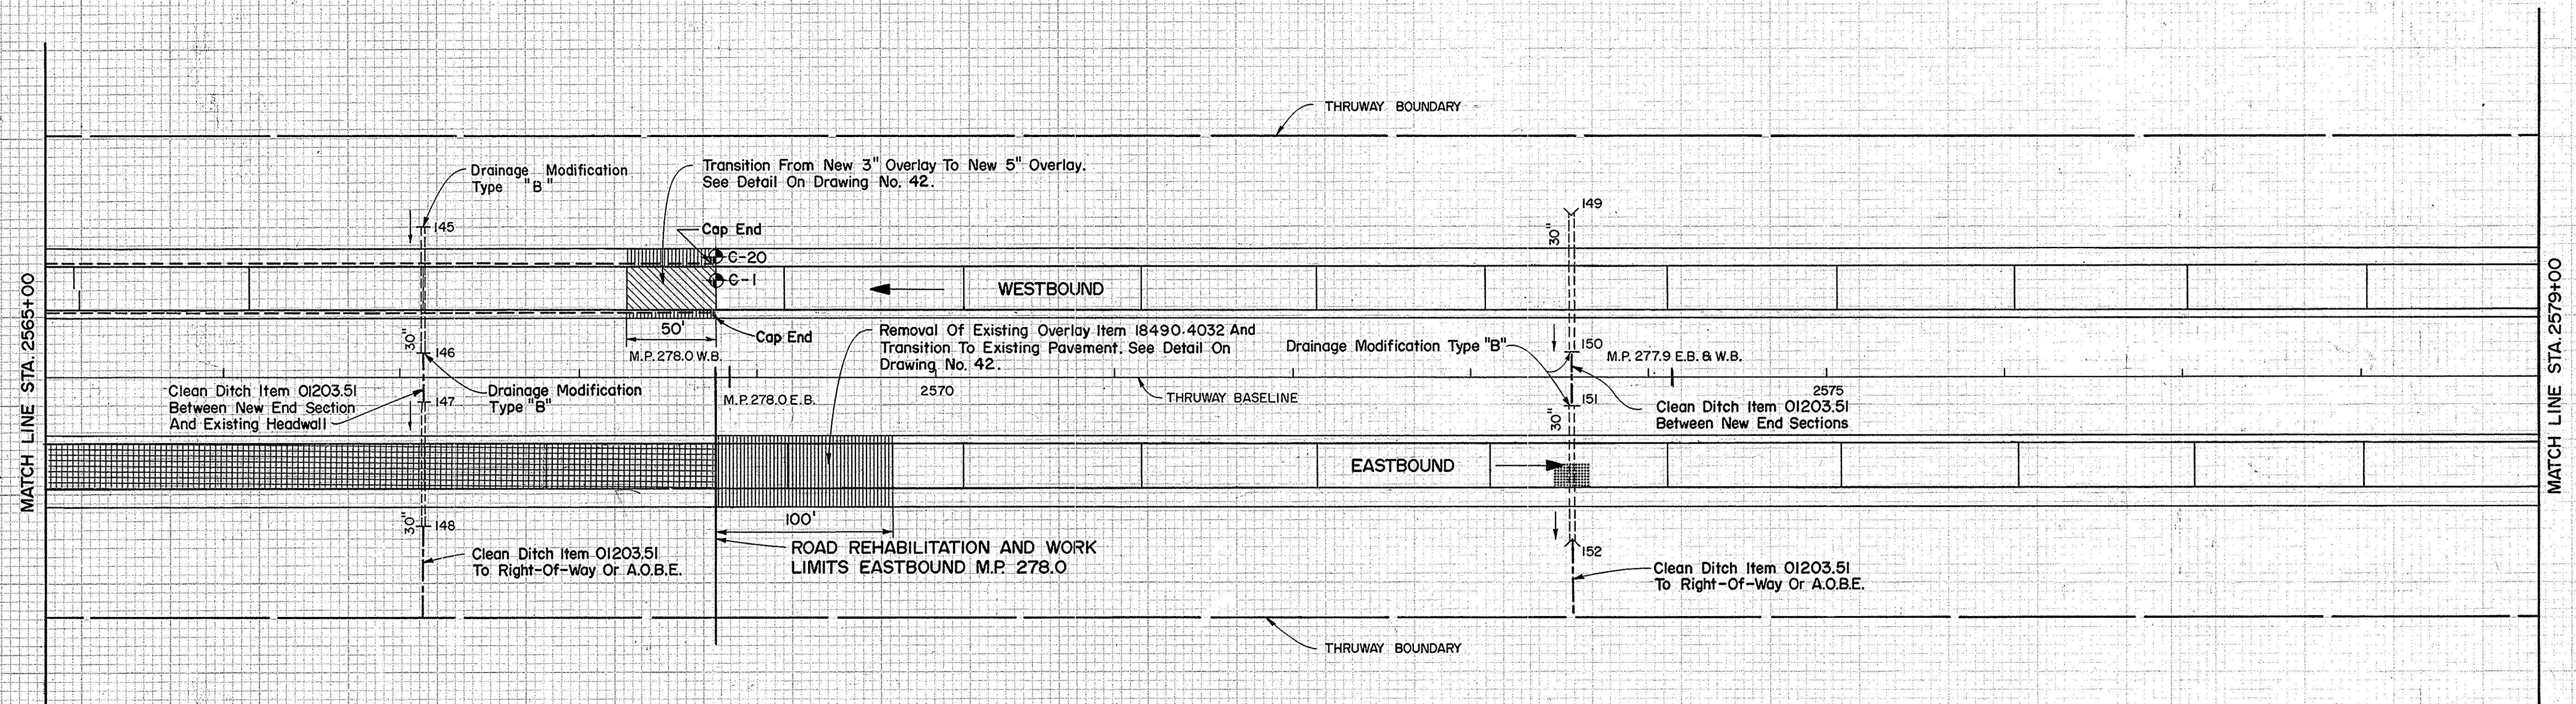 THRUWAY BOUNDARY
Drainage Modification
Type "B"
Transition From New 3" Overlay To New 5" Overlay.
See Detail On Drawing No. 42.
145
Cap End
C-20
C-1
149
30"
WESTBOUND
MATCH LINE STA. 2565+00
MATCH LINE STA. 2579+00
50'
Cap End
M.P. 278.0 W.B.
Removal Of Existing Overlay Item 18490.4032 And
Transition To Existing Pavement. See Detail On
Drawing No. 42.
Drainage Modification Type "B"
150
M.P. 277.9 E.B. & W.B.
30"
146
Clean Ditch Item 01203.51
Between New End Section
And Existing Headwall
Drainage Modification
Type "B"
147
M.P. 278.0 E.B.
2570
THRUWAY BASELINE
2575
151
30"
Clean Ditch Item 01203.51
Between New End Sections
EASTBOUND
30"
148
100'
ROAD REHABILITATION AND WORK
LIMITS EASTBOUND M.P. 278.0
Clean Ditch Item 01203.51
To Right-Of-Way Or A.O.B.E.
152
Clean Ditch Item 01203.51
To Right-Of-Way Or A.O.B.E.
THRUWAY BOUNDARY